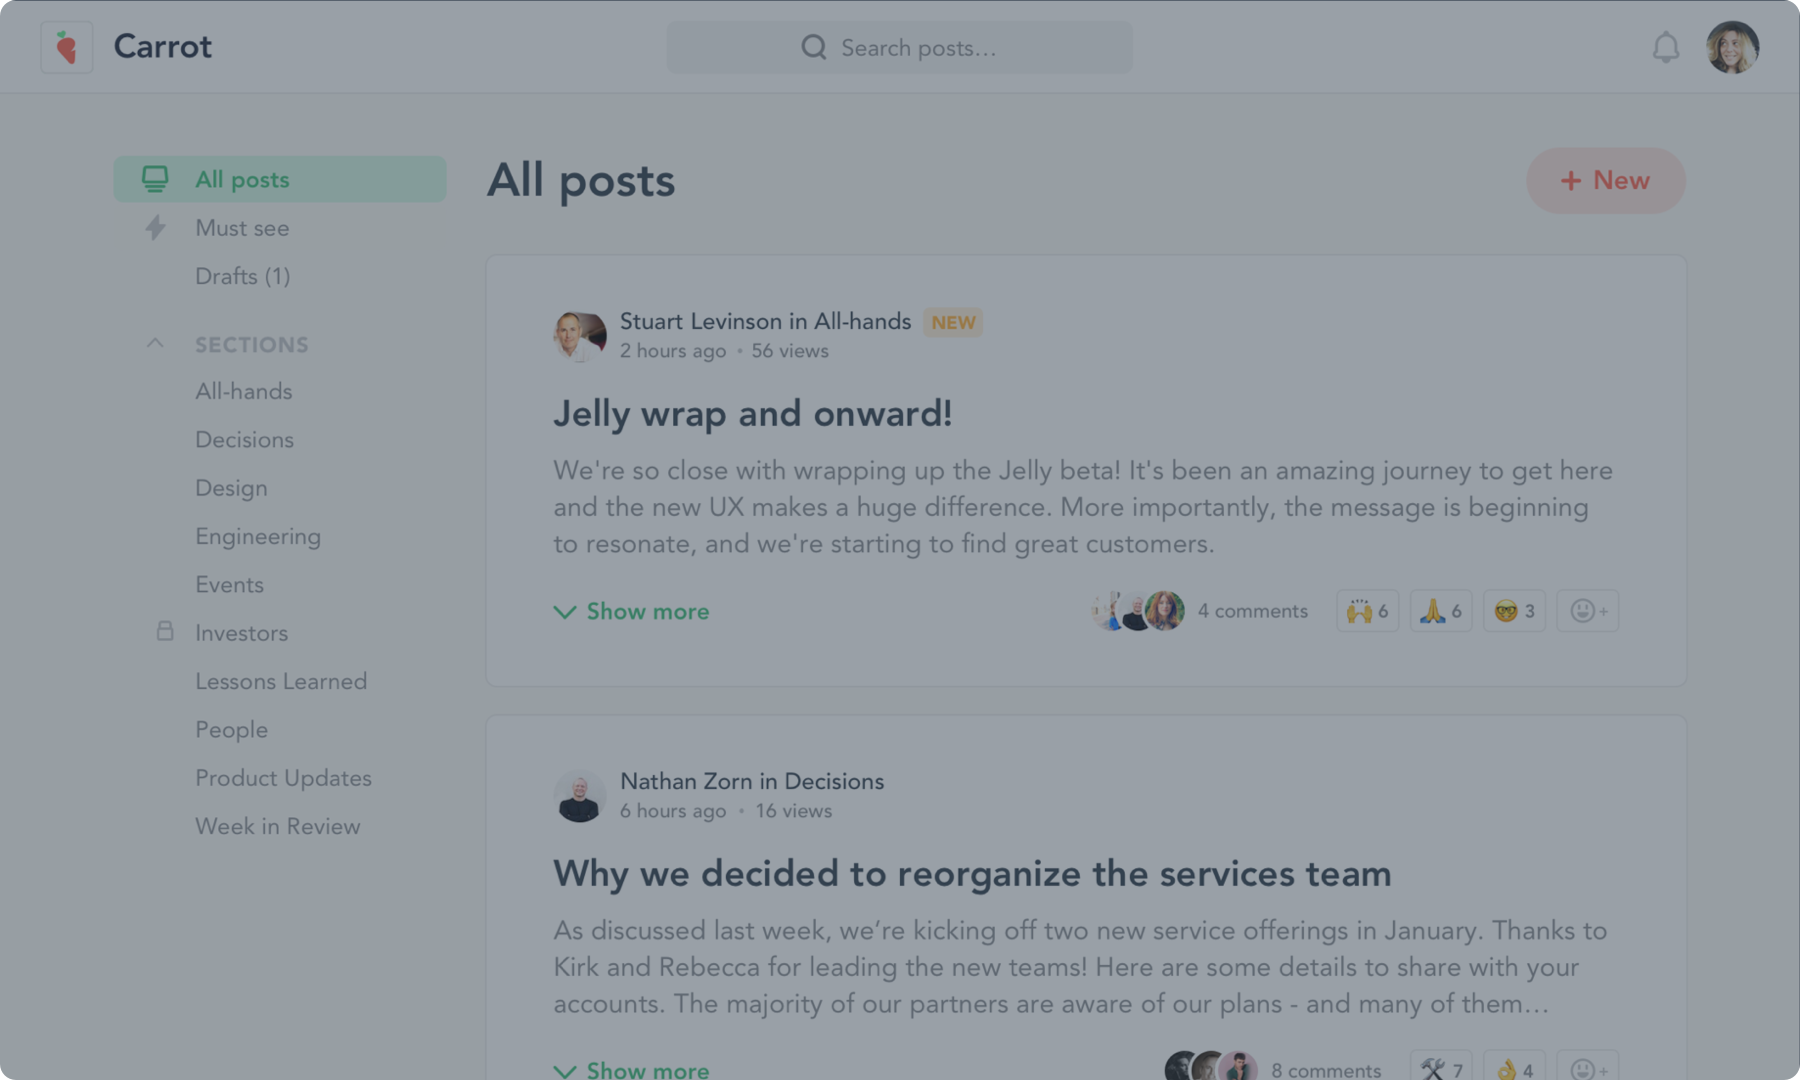 Carrot
Search posts...
All posts
Must see
Drafts (1)
SECTIONS
All-hands
Decisions
Design
Engineering
Events
Investors
Lessons Learned
People
Product Updates
Week in Review
All posts
+ New
Stuart Levinson in All-hands NEW
2 hours ago • 56 views
Jelly wrap and onward!
We're so close with wrapping up the Jelly beta! It's been an amazing journey to get here
and the new UX makes a huge difference. More importantly, the message is beginning
to resonate, and we're starting to find great customers.
Show more
4 comments
6
6
3
+
Nathan Zorn in Decisions
6 hours ago • 16 views
Why we decided to reorganize the services team
As discussed last week, we’re kicking off two new service offerings in January. Thanks to
Kirk and Rebecca for leading the new teams! Here are some details to share with your
accounts. The majority of our partners are aware of our plans - and many of them...
Show more
8 comments
7
4
+